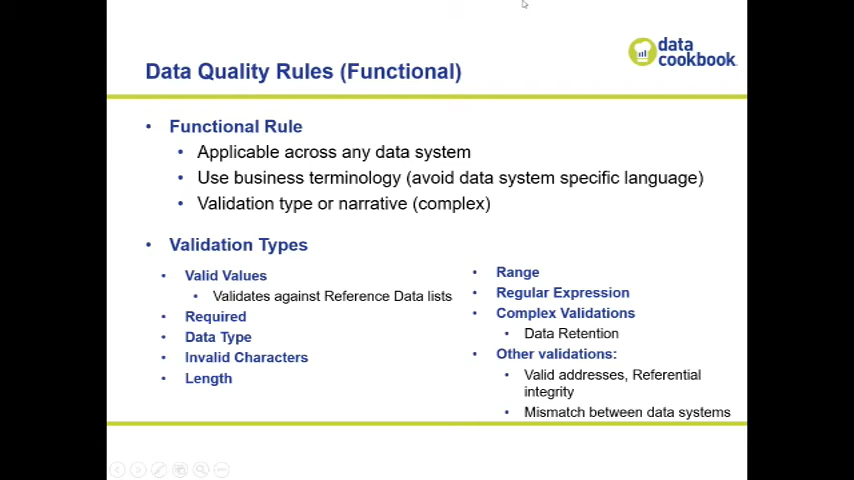 data
cookbook
Data Quality Rules (Functional)
• Functional Rule
• Applicable across any data system
• Use business terminology (avoid data system specific language)
• Validation type or narrative (complex)
• Validation Types
• Valid Values
• Validates against Reference Data lists
• Required
• Data Type
• Invalid Characters
• Length
• Range
• Regular Expression
• Complex Validations
• Data Retention
• Other validations:
• Valid addresses, Referential
integrity
• Mismatch between data systems